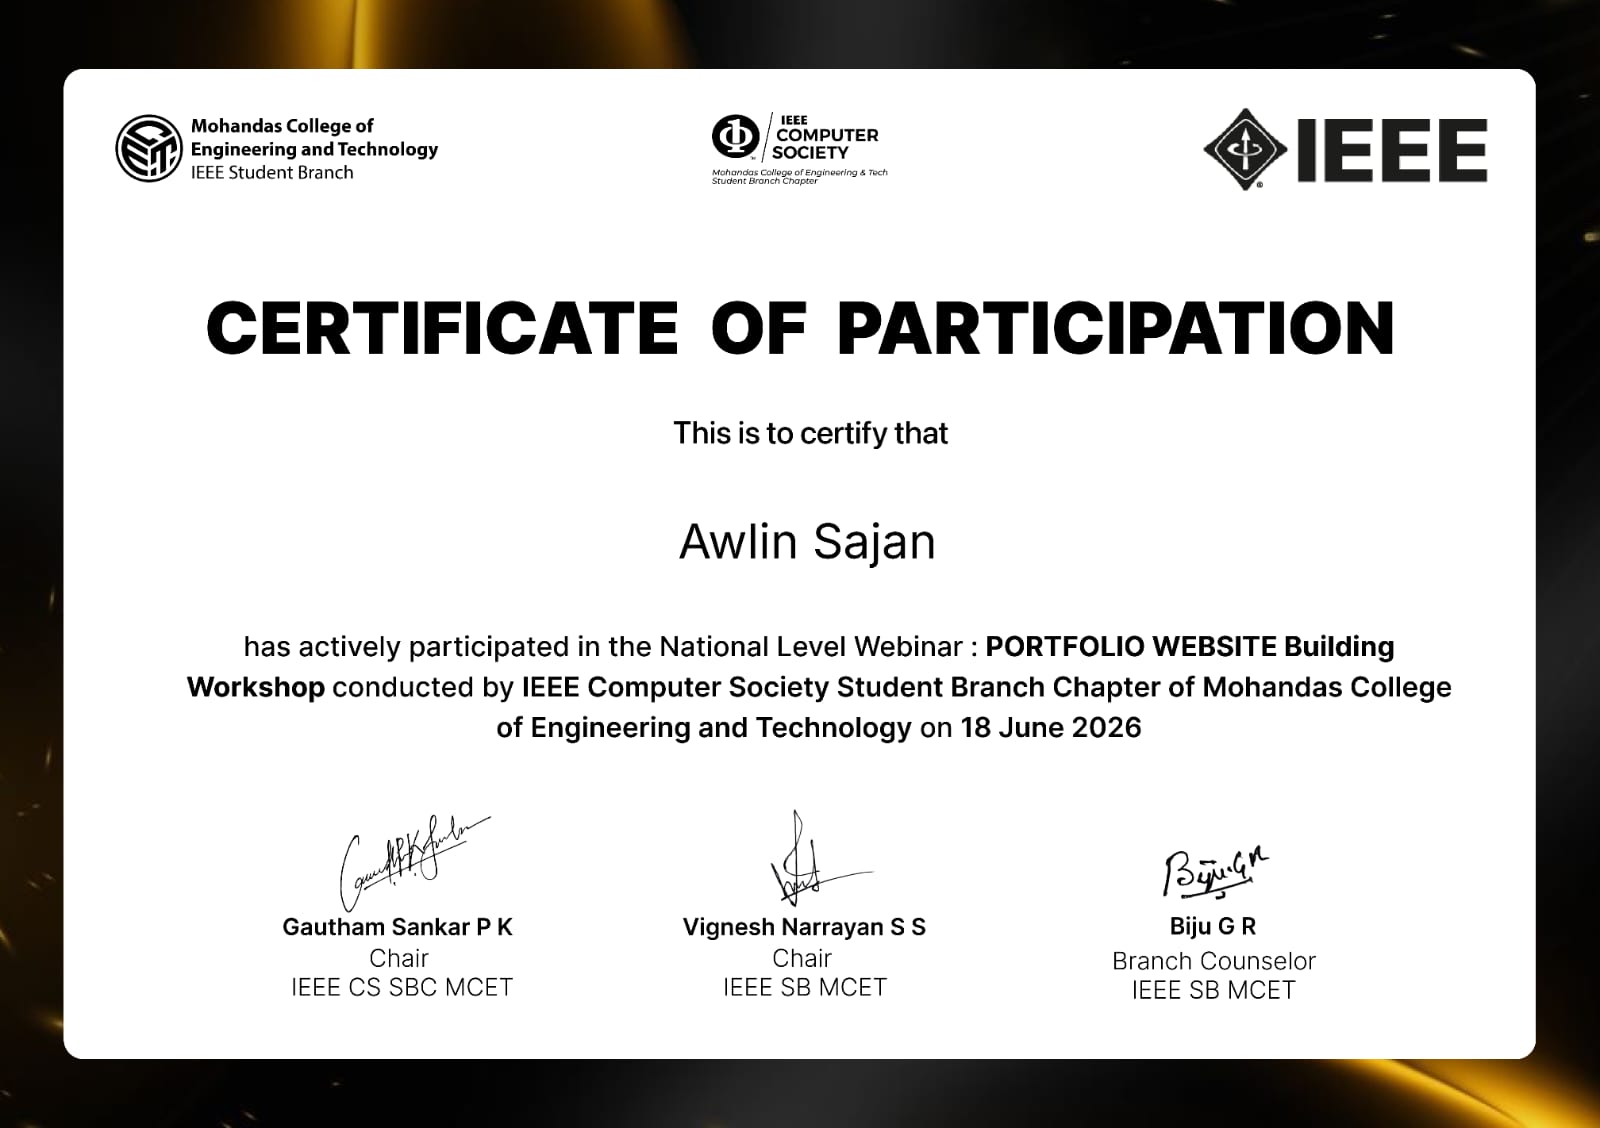 Mohandas College of
Engineering and Technology
IEEE Student Branch
IEEE
COMPUTER
SOCIETY
Mohandas College of Engineering & Tech
Student Branch Chapter
IEEE
CERTIFICATE OF PARTICIPATION
This is to certify that
Awlin Sajan
has actively participated in the National Level Webinar : PORTFOLIO WEBSITE Building
Workshop conducted by IEEE Computer Society Student Branch Chapter of Mohandas College
of Engineering and Technology on 18 June 2026
Biju G R
Gautham Sankar P K
Chair
IEEE CS SBC MCET
Vignesh Narrayan S S
Chair
IEEE SB MCET
Biju G R
Branch Counselor
IEEE SB MCET